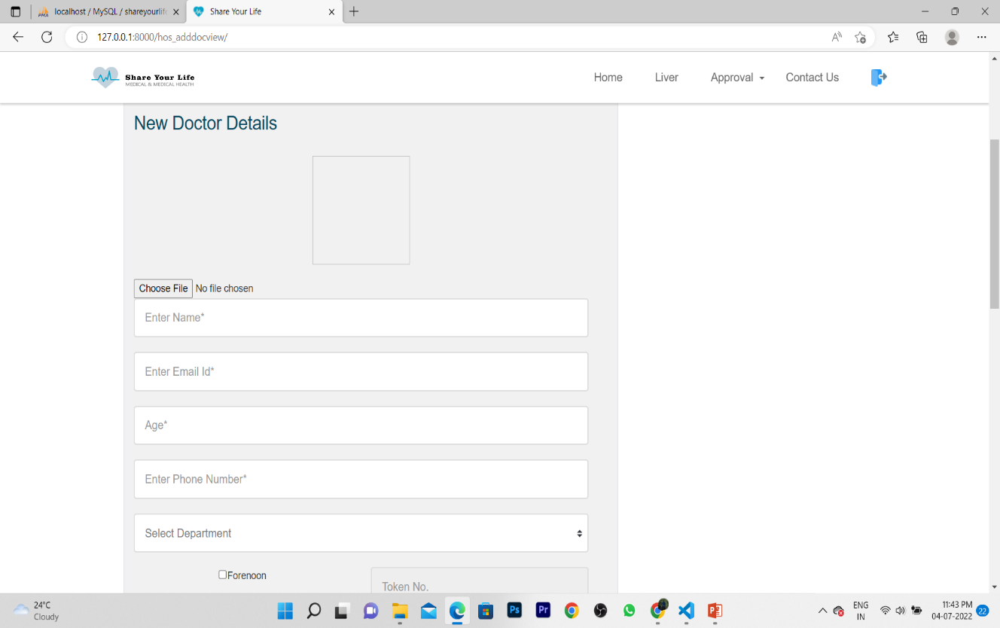 localhost / MySQL / shareyourlif
Share Your Life
127.0.0.1:8000/hos_adddocview/
Share Your Life
MEDICAL & MEDICAL HEALTH
Home
Liver
Approval
Contact Us
New Doctor Details
Choose File No file chosen
Enter Name*
Enter Email Id*
Age*
Enter Phone Number*
Select Department
Forenoon
Token No.
24°C
Cloudy
Ps
Pr
ENG
IN
11:43 PM
04-07-2022
22